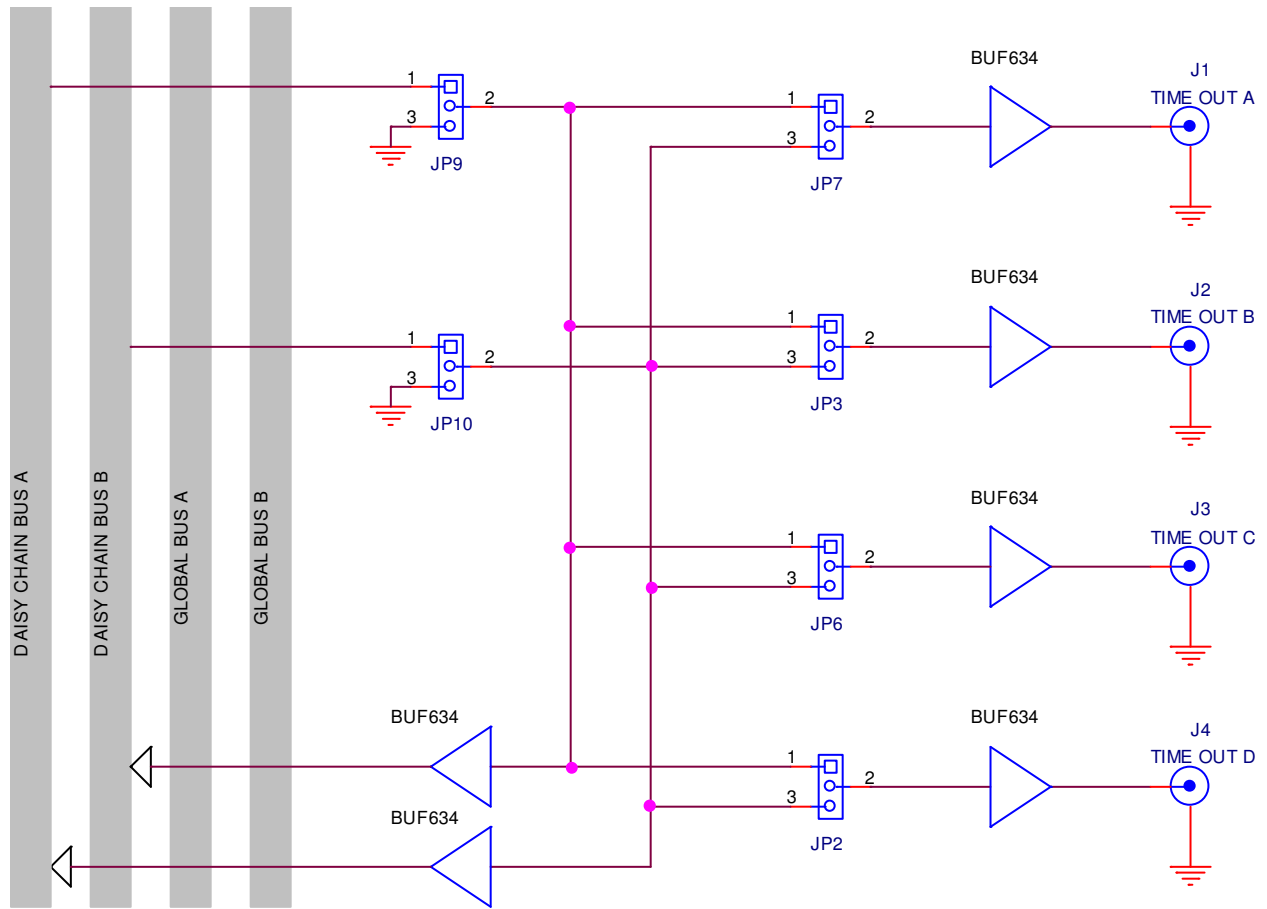 BUF634
J1
TIME OUT A
1
2
3
JP9
1
2
3
JP7
BUF634
J2
TIME OUT B
1
2
3
JP10
1
2
3
JP3
DAISY CHAIN BUS A
DAISY CHAIN BUS B
GLOBAL BUS A
GLOBAL BUS B
BUF634
J3
TIME OUT C
1
2
3
JP6
BUF634
BUF634
J4
TIME OUT D
1
2
3
JP2
BUF634